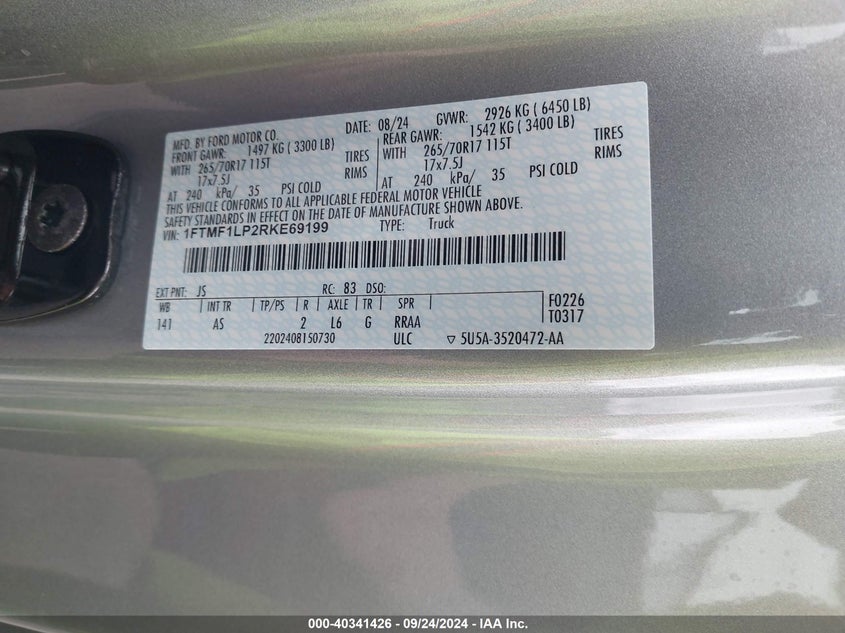 MFD. BY FORD MOTOR CO.
DATE: 08/24 GVWR: 2926 KG ( 6450 LB)
FRONT GAWR: 1497 KG ( 3300 LB)
WITH 265/70R17 115T TIRES
17x7.5J RIMS
AT 240 kPa/ 35 PSI COLD
REAR GAWR: 1542 KG ( 3400 LB)
WITH 265/70R17 115T TIRES
17x7.5J RIMS
AT 240 kPa/ 35 PSI COLD
THIS VEHICLE CONFORMS TO ALL APPLICABLE FEDERAL MOTOR VEHICLE
SAFETY STANDARDS IN EFFECT ON THE DATE OF MANUFACTURE SHOWN ABOVE.
VIN: 1FTMF1LP2RKE69199 TYPE: Truck
EXT PNT: JS RC: 83 DSO:
WB INT TR TP/PS R AXLE TR SPR
141 AS 2 L6 G RRAA
F0226
T0317
2202408150730 ULC ▽ 5U5A-3520472-AA
000-40341426 - 09/24/2024 - IAA Inc.